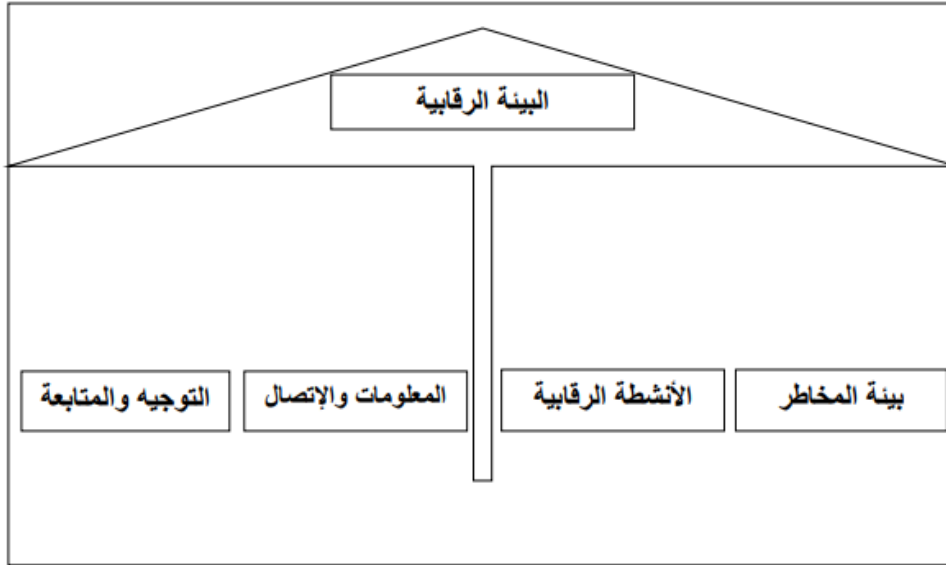 البيئة الرقابية
بيئة المخاطر
الأنشطة الرقابية
المعلومات والإتصال
التوجيه والمتابعة